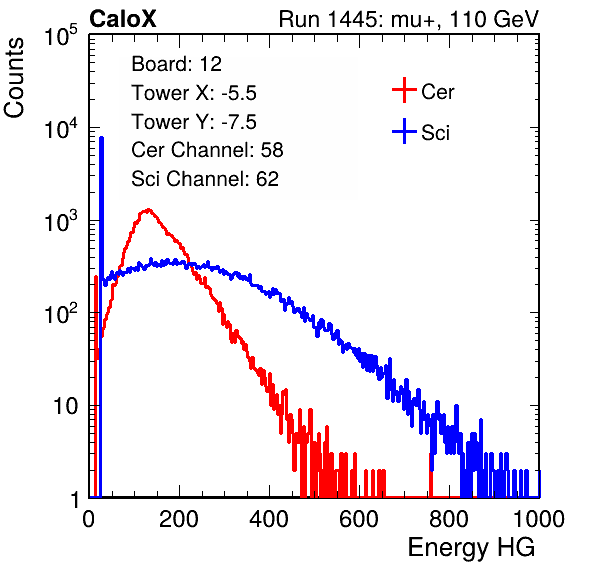 CaloX Run 1445: mu+, 110 GeV
Counts
Board: 12
Tower X: -5.5
Tower Y: -7.5
Cer Channel: 58
Sci Channel: 62
Cer
Sci
10^5
10^4
10^3
10^2
10
1
0 200 400 600 800 1000
Energy HG